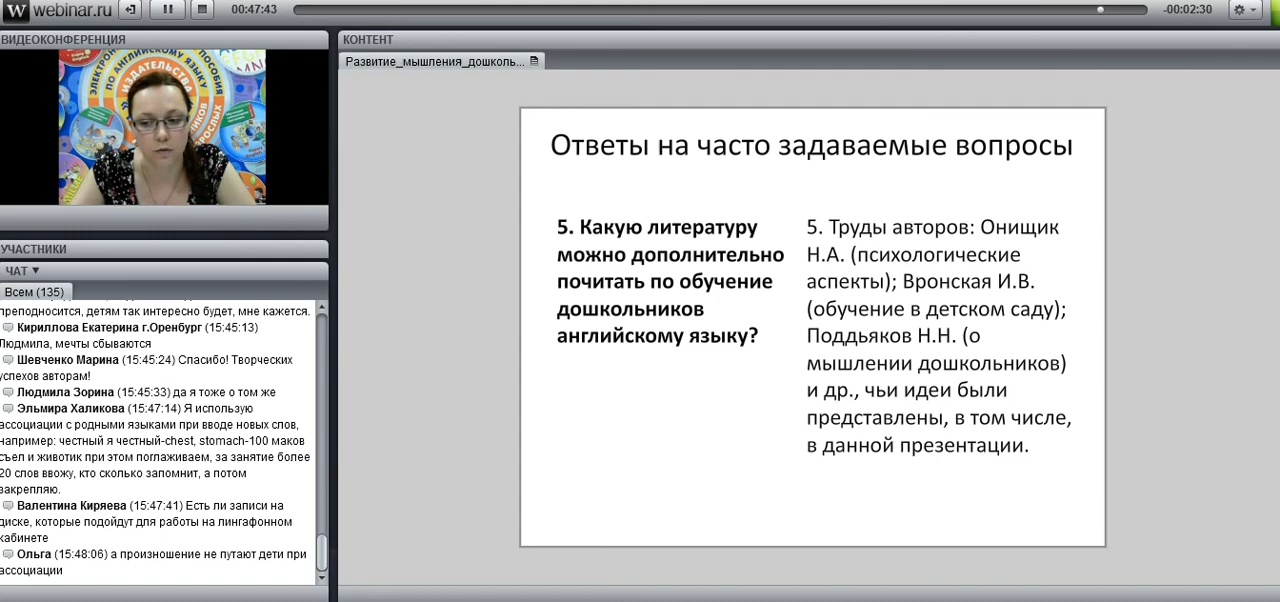 W webinar.ru
00:47:43
-00:02:30
ВИДЕОКОНФЕРЕНЦИЯ
ЭЛЕКТРОН
ПО АНГЛИЙСКОМУ ЯЗЫКУ
ПОСОБИЯ
ИЗДАТЕЛЬСТВА
УЧАСТНИКИ
ЧАТ ▼
Всем (135)
преподносится, детям так интересно будет, мне кажется.
Кириллова Екатерина г.Оренбург (15:45:13)
Людмила, мечты сбываются
Шевченко Марина (15:45:24) Спасибо! Творческих
успехов авторам!
Людмила Зорина (15:45:33) да я тоже о том же
Эльмира Халикова (15:47:14) Я использую
ассоциации с родными языками при вводе новых слов,
например: честный я честный-chest, stomach-100 маков
съел и животик при этом поглаживаем, за занятие более
20 слов ввожу, кто сколько запомнит, а потом
закрепляю.
Валентина Киряева (15:47:41) Есть ли записи на
диске, которые подойдут для работы на лингафонном
кабинете
Ольга (15:48:06) а произношение не путают дети при
ассоциации
КОНТЕНТ
Развитие_мышления_дошколь...
Ответы на часто задаваемые вопросы
5. Какую литературу
можно дополнительно
почитать по обучение
дошкольников
английскому языку?
5. Труды авторов: Онищик
Н.А. (психологические
аспекты); Вронская И.В.
(обучение в детском саду);
Поддьяков Н.Н. (о
мышлении дошкольников)
и др., чьи идеи были
представлены, в том числе,
в данной презентации.